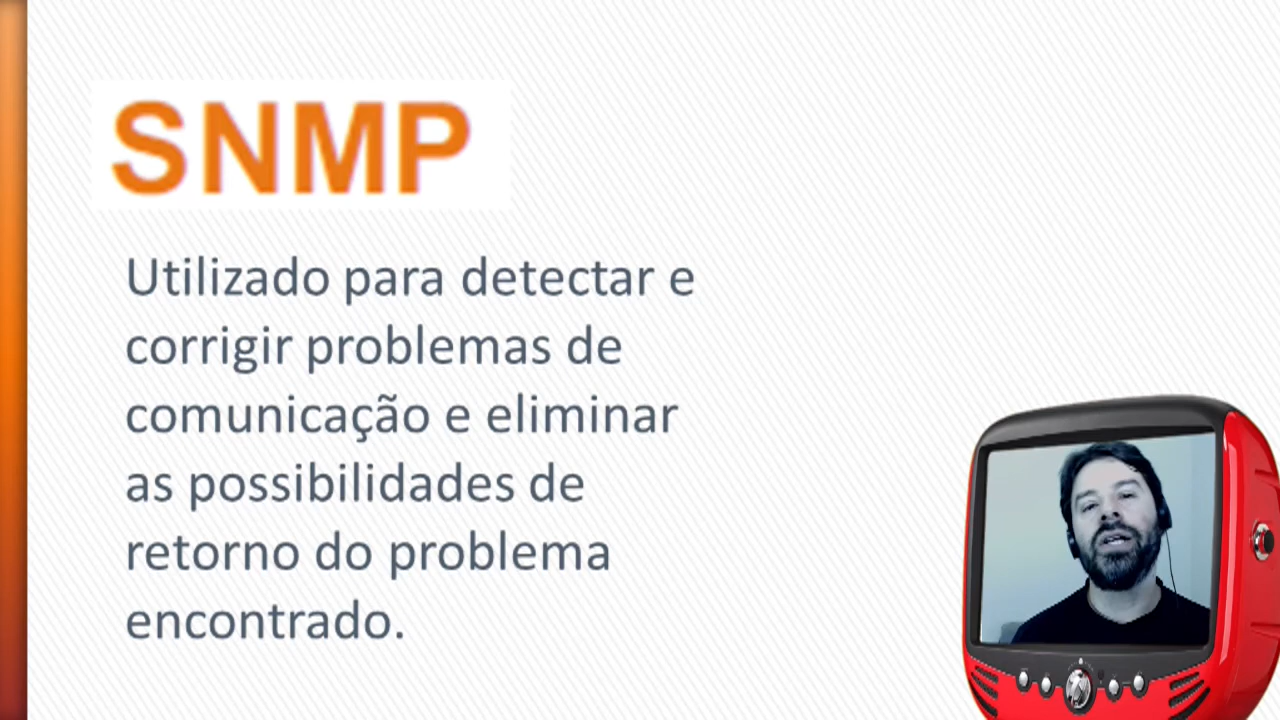 SNMP
Utilizado para detectar e
corrigir problemas de
comunicação e eliminar
as possibilidades de
retorno do problema
encontrado.